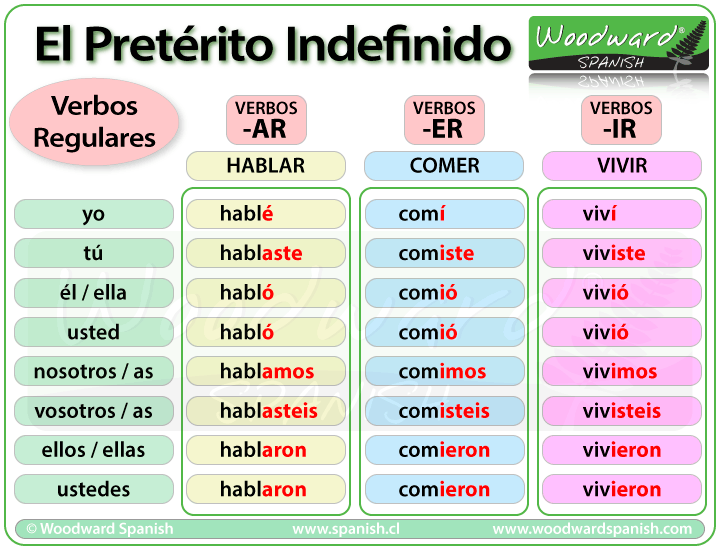 El Pretérito Indefinido
Woodward®
SPANISH
Verbos
Regulares
VERBOS
-AR
VERBOS
-ER
VERBOS
-IR
HABLAR COMER VIVIR
yo hablé comí viví
tú hablaste comiste viviste
él / ella habló comió vivió
usted habló comió vivió
nosotros / as hablamos comimos vivimos
vosotros / as hablasteis comisteis vivisteis
ellos / ellas hablaron comieron vivieron
ustedes hablaron comieron vivieron
Woodward
SPANISH
© Woodward Spanish www.spanish.cl www.woodwardspanish.com